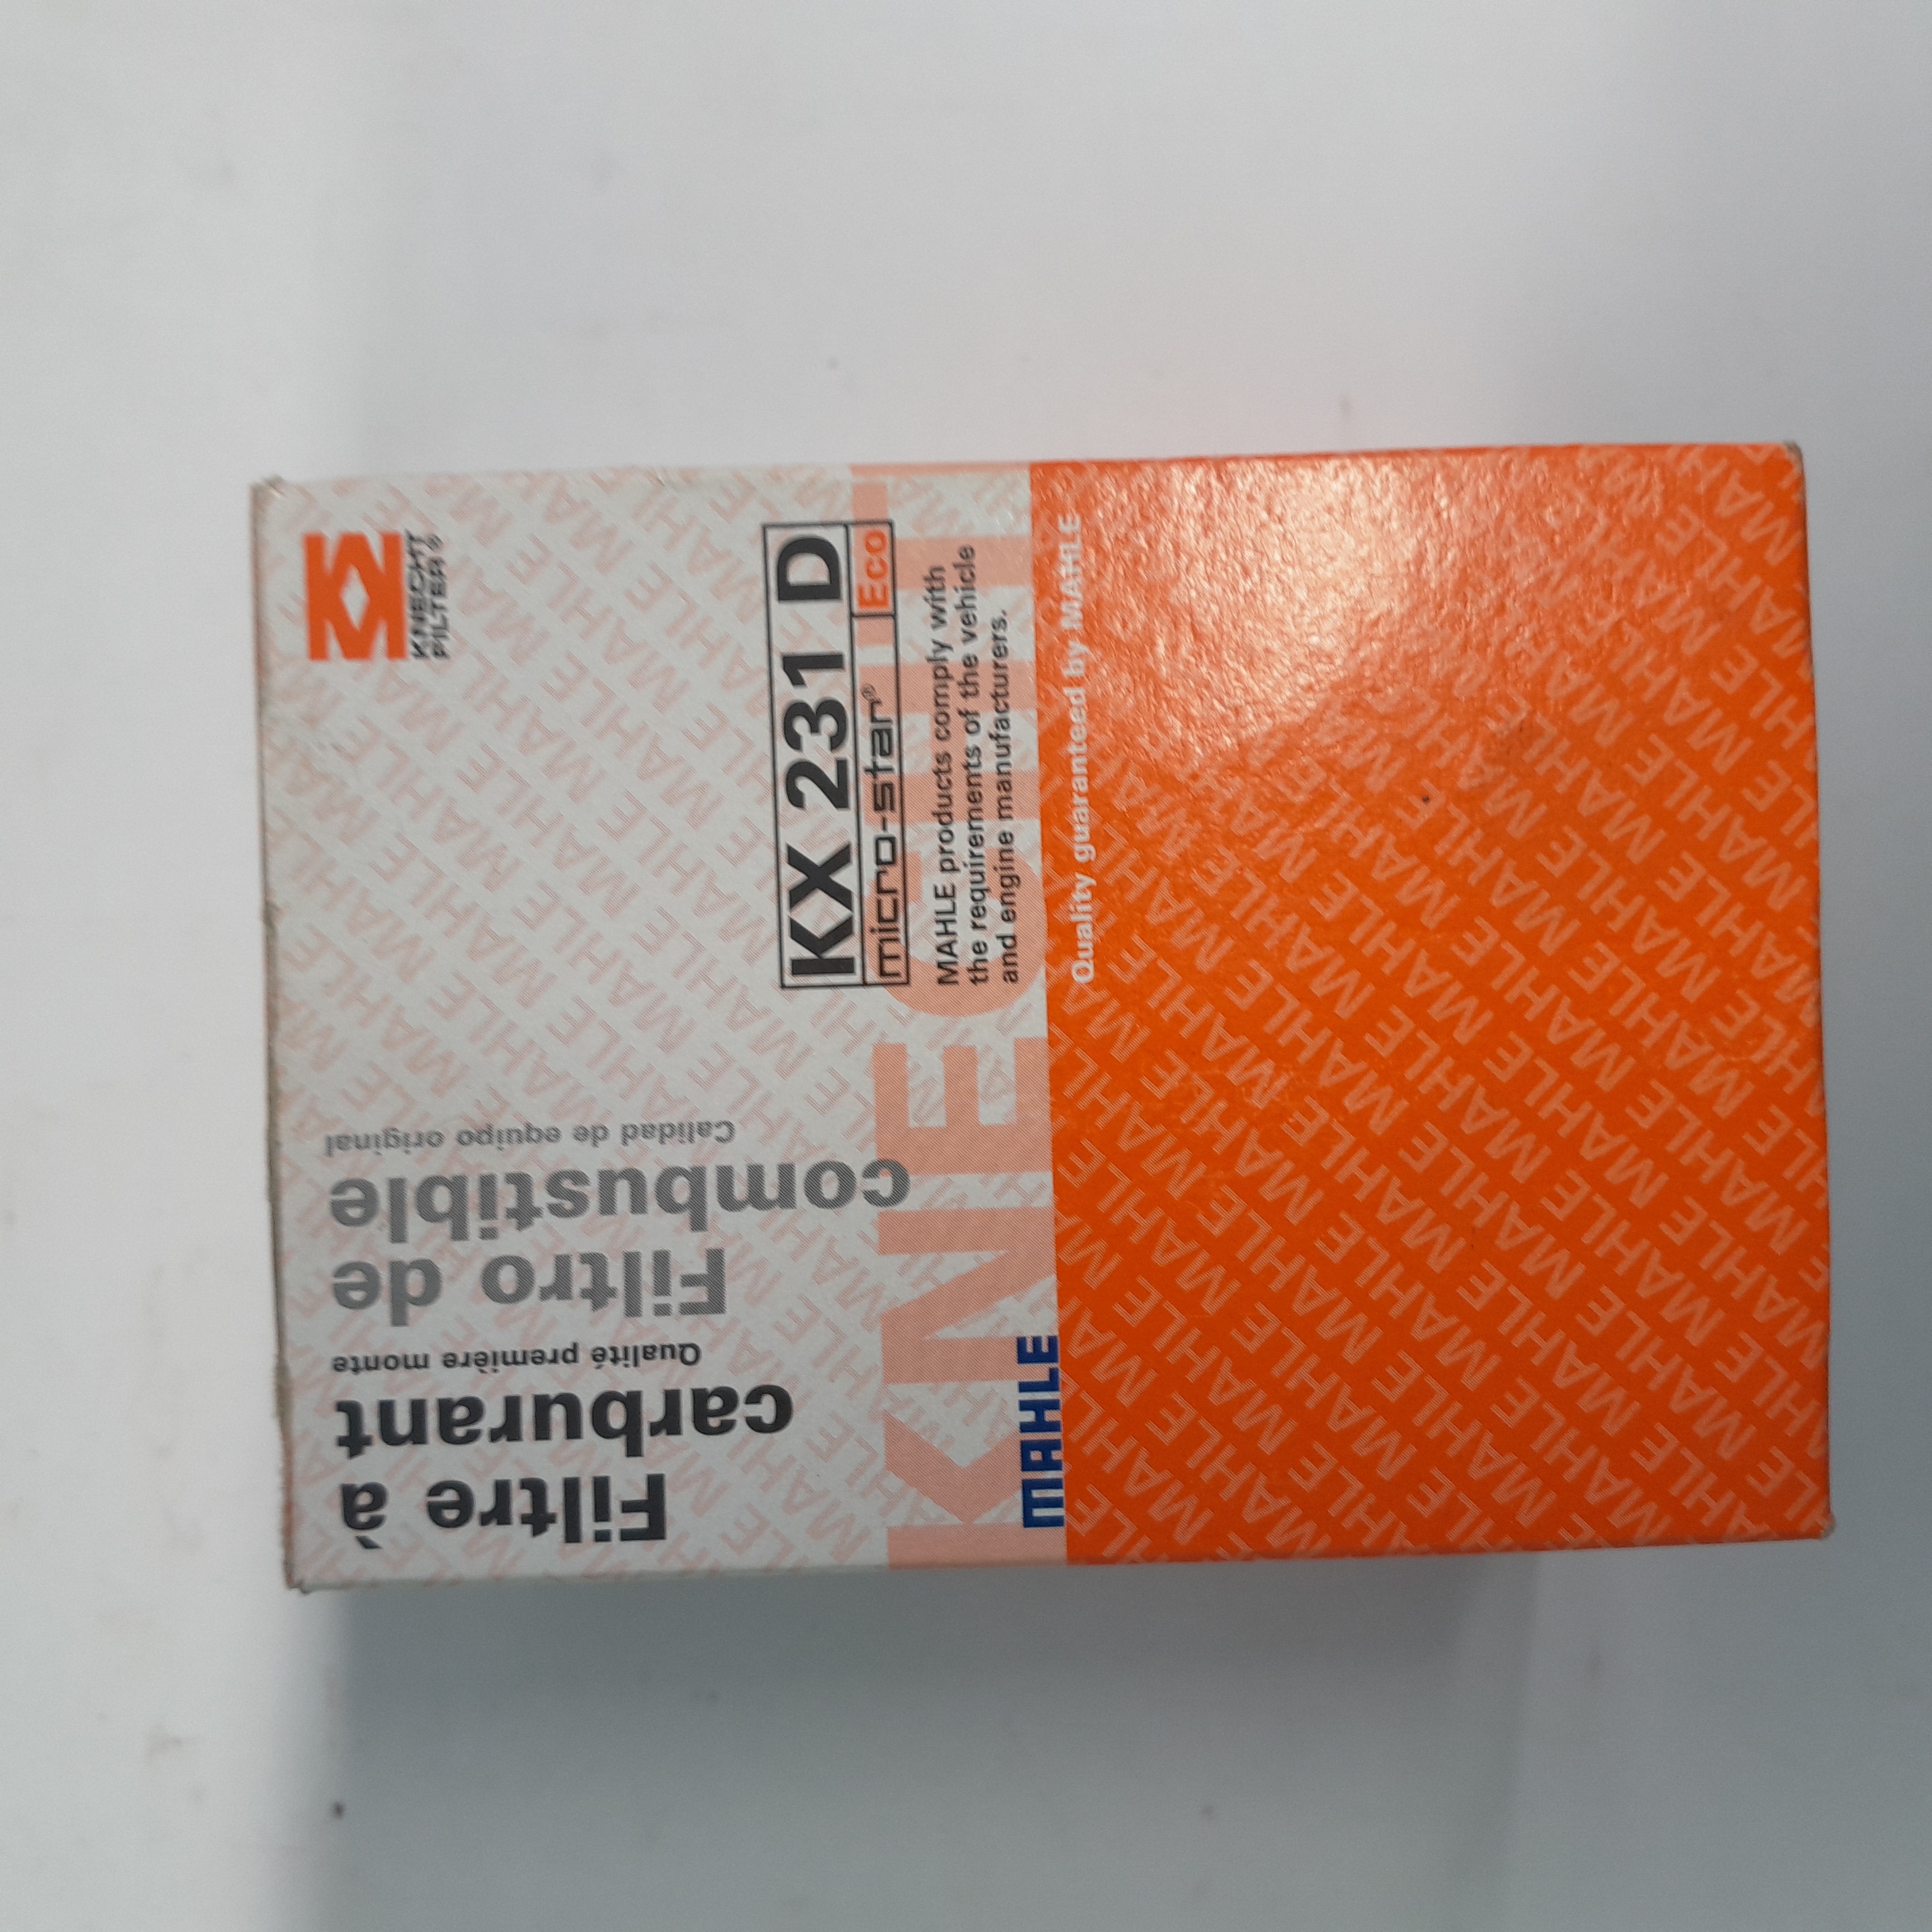 KNECHT
FILTER®
KX 231 D
micro-star® Eco
MAHLE products comply with
the requirements of the vehicle
and engine manufacturers.
Quality guaranteed by MAHLE
MAHLE
KNECHT
Filtre à
carburant
Qualité première monte
Filtro de
combustible
Calidad de equipo original